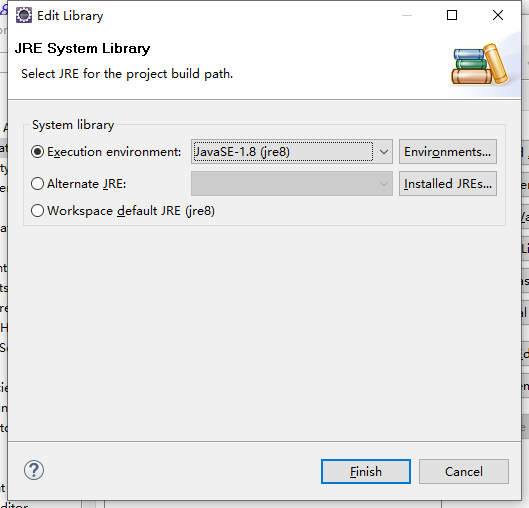 Edit Library
JRE System Library
Select JRE for the project build path.
System library
Execution environment: JavaSE-1.8 (jre8) Environments...
Alternate JRE: Installed JREs...
Workspace default JRE (jre8)
? Finish Cancel